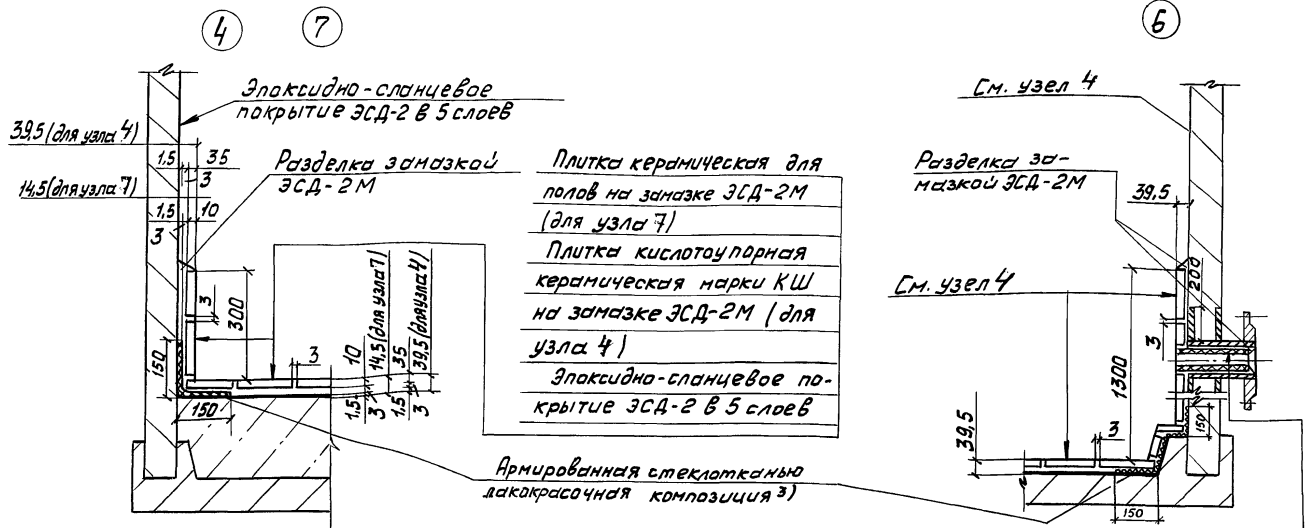 4
7
6
Эпоксидно-сланцевое
покрытие ЭСД-2 в 5 слоев
39,5 (для узла 4)
1,5
35
3
14,5 (для узла 7)
1,5
10
3
Разделка замазкой
ЭСД-2М
Плитка керамическая для
полов на замазке ЭСД-2М
(для узла 7)
Плитка кислотоупорная
керамическая марки КШ
на замазке ЭСД-2М (для
узла 4)
Эпоксидно-сланцевое по-
крытие ЭСД-2 в 5 слоев
3
300
150
150
3
10
14,5 (для узла 7)
35
39,5 (для узла 4)
1,5
3
1,5
3
Армированная стеклотканью
лакокрасочная композиция 3)
См. узел 4
Разделка за-
мазкой ЭСД-2М
39,5
200
См. узел 4
3
1300
39,5
3
150
150